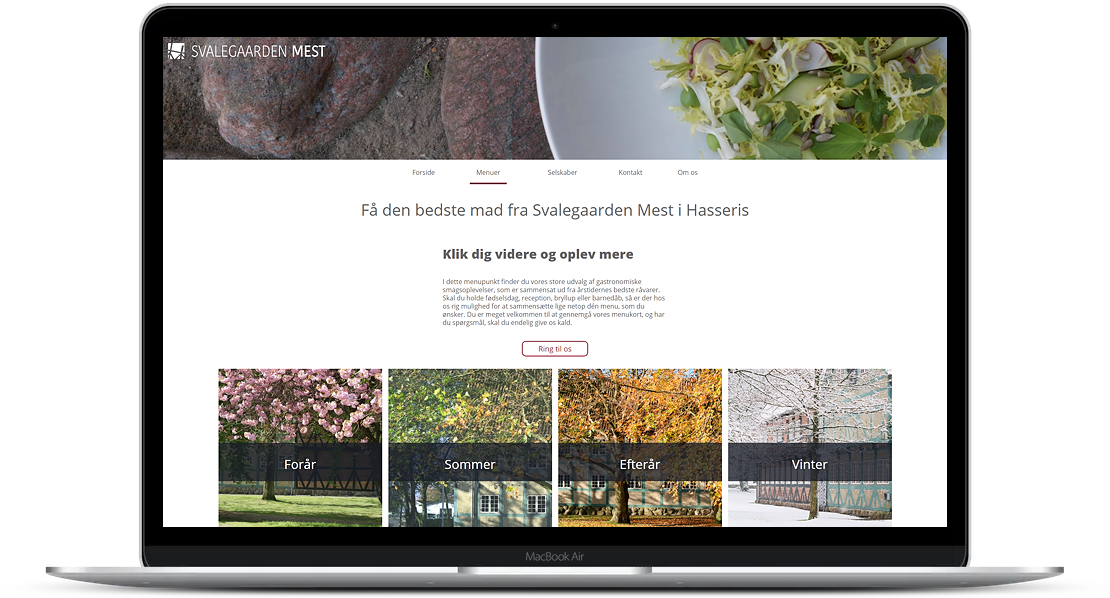 SVALEGAARDEN MEST
Forside Menuer Selskaber Kontakt Om os
Få den bedste mad fra Svalegaarden Mest i Hasseris
Klik dig videre og oplev mere
I dette menupunkt finder du vores store udvalg af gastronomiske
smagsoplevelser, som er sammensat ud fra årstidernes bedste råvarer.
Skal du holde fødselsdag, reception, bryllup eller barnedåb, så er der hos
os rig mulighed for at sammensætte lige netop dén menu, som du
ønsker. Du er meget velkommen til at gennemgå vores menukort, og har
du spørgsmål, skal du endelig give os kald.
Ring til os
Forår Sommer Efterår Vinter
MacBook Air